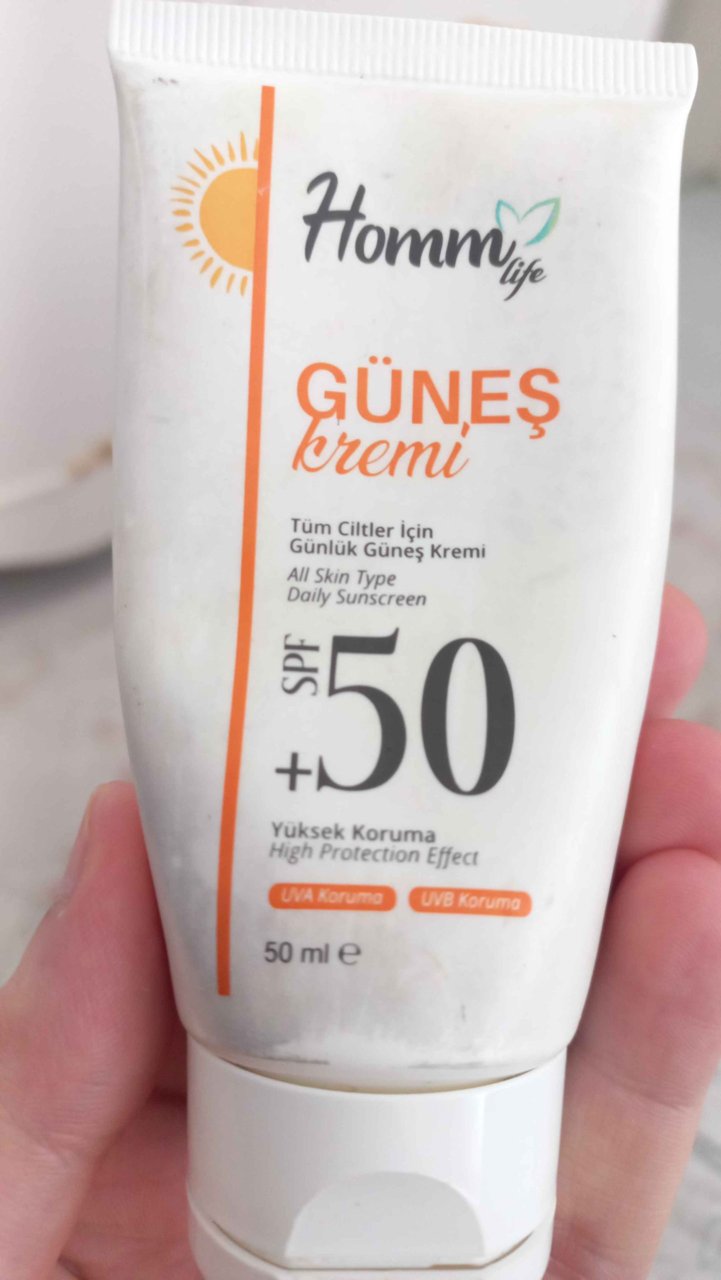 Homm
life
GÜNEŞ
kremi
Tüm Ciltler İçin
Günlük Güneş Kremi
All Skin Type
Daily Sunscreen
SPF
+50
Yüksek Koruma
High Protection Effect
UVA Koruma UVB Koruma
50 ml ℮